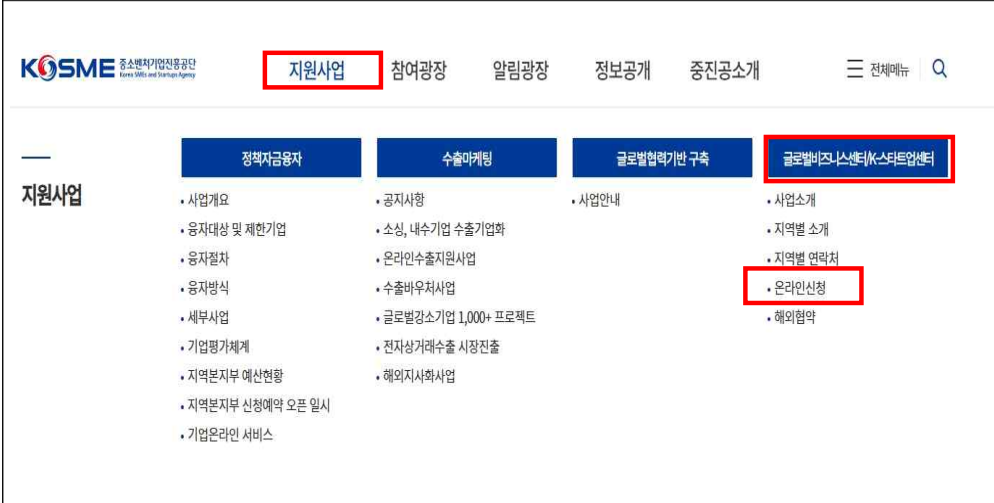 KOSME 중소벤처기업진흥공단
Korea SMEs and Startups Agency
지원사업 참여광장 알림광장 정보공개 중진공소개 전체메뉴
지원사업
정책자금융자
• 사업개요
• 융자대상 및 제한기업
• 융자절차
• 융자방식
• 세부사업
• 기업평가체계
• 지역본지부 예산현황
• 지역본지부 신청예약 오픈 일시
• 기업온라인 서비스
수출마케팅
• 공지사항
• 소싱, 내수기업 수출기업화
• 온라인수출지원사업
• 수출바우처사업
• 글로벌강소기업 1,000+ 프로젝트
• 전자상거래수출 시장진출
• 해외지사화사업
글로벌협력기반 구축
• 사업안내
글로벌비즈니스센터/K-스타트업센터
• 사업소개
• 지역별 소개
• 지역별 연락처
• 온라인신청
• 해외협약